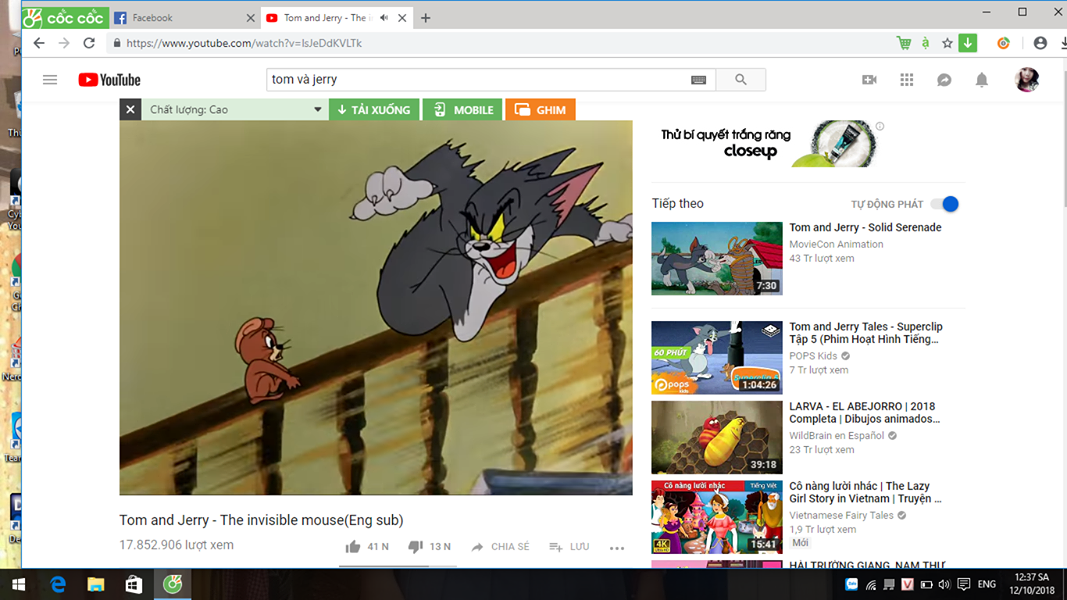 cốc cốc
Facebook
Tom and Jerry - The i
https://www.youtube.com/watch?v=IsJeDdKVLTk
YouTube
tom và jerry
Chất lượng: Cao
TẢI XUỐNG
MOBILE
GHIM
Thử bí quyết trắng răng
closeup
Tiếp theo
TỰ ĐỘNG PHÁT
Tom and Jerry - Solid Serenade
MovieCon Animation
43 Tr lượt xem
7:30
Tom and Jerry Tales - Superclip
Tập 5 (Phim Hoạt Hình Tiếng...
POPS Kids
7 Tr lượt xem
60 PHÚT
pops
Kids
1:04:26
LARVA - EL ABEJORRO | 2018
Completa | Dibujos animados...
WildBrain en Español
23 Tr lượt xem
39:18
Cô nàng lười nhác
Tiếng Việt
4K
15:41
Cô nàng lười nhác | The Lazy
Girl Story in Vietnam | Truyện ...
Vietnamese Fairy Tales
1,9 Tr lượt xem
Mới
HẢI TRƯỜNG GIANG, NAM THƯ
Tom and Jerry - The invisible mouse(Eng sub)
17.852.906 lượt xem
41 N
13 N
CHIA SẺ
LƯU
ENG
12:37 SA
12/10/2018